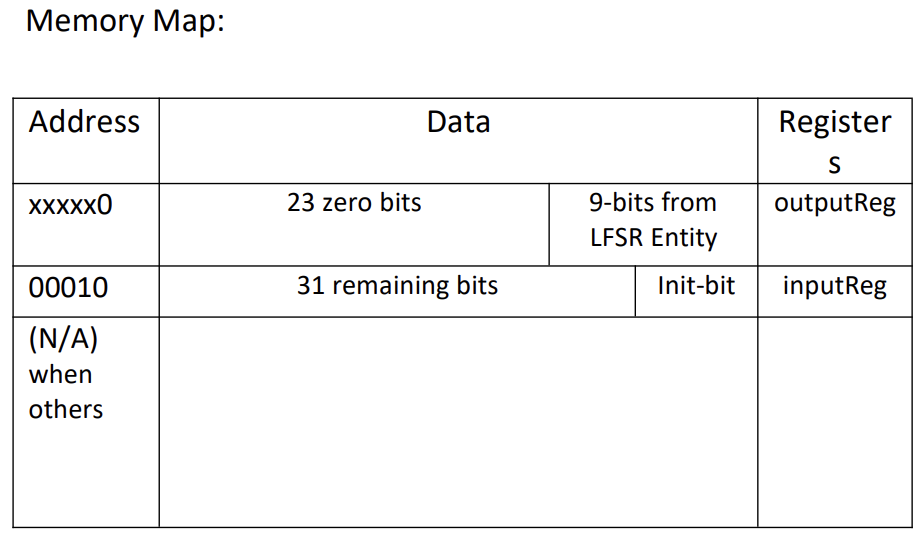 Memory Map:
Address
Data
Register
s
xxxxx0
23 zero bits
9-bits from
LFSR Entity
outputReg
00010
31 remaining bits
Init-bit
inputReg
(N/A)
when
others